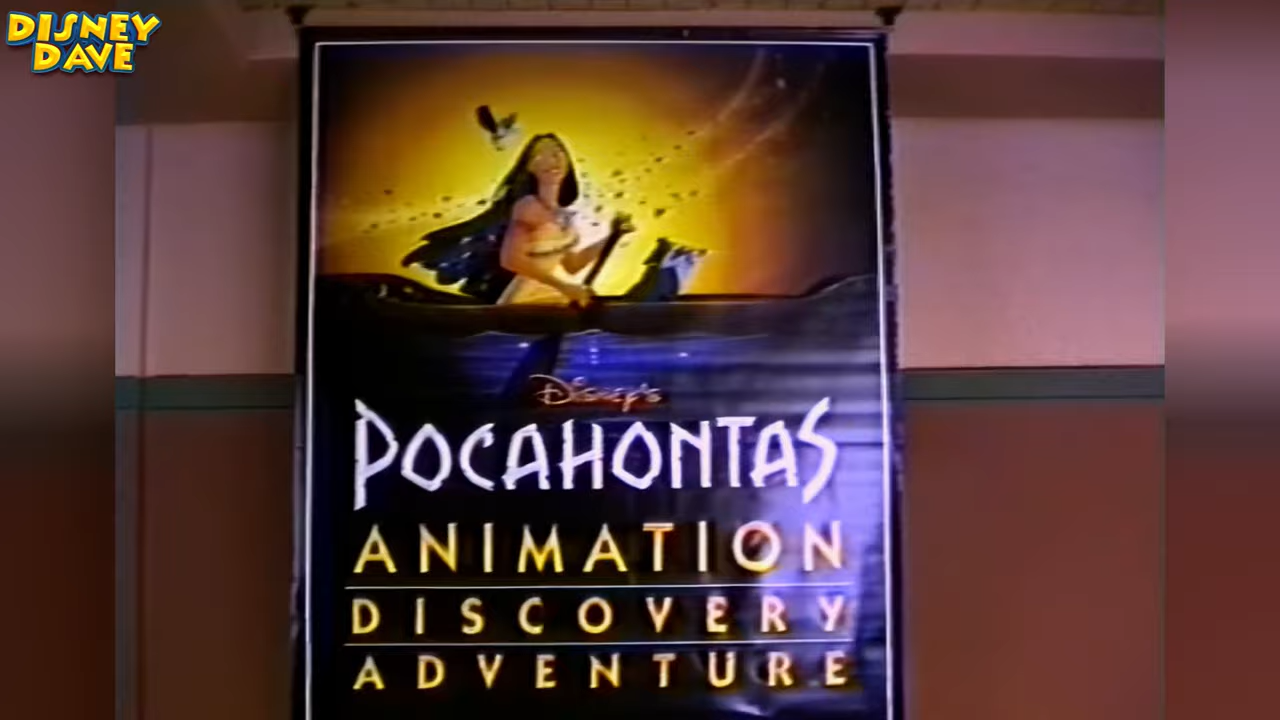 DISNEY
DAVE
Disney's
POCAHONTAS
ANIMATION
DISCOVERY
ADVENTURE